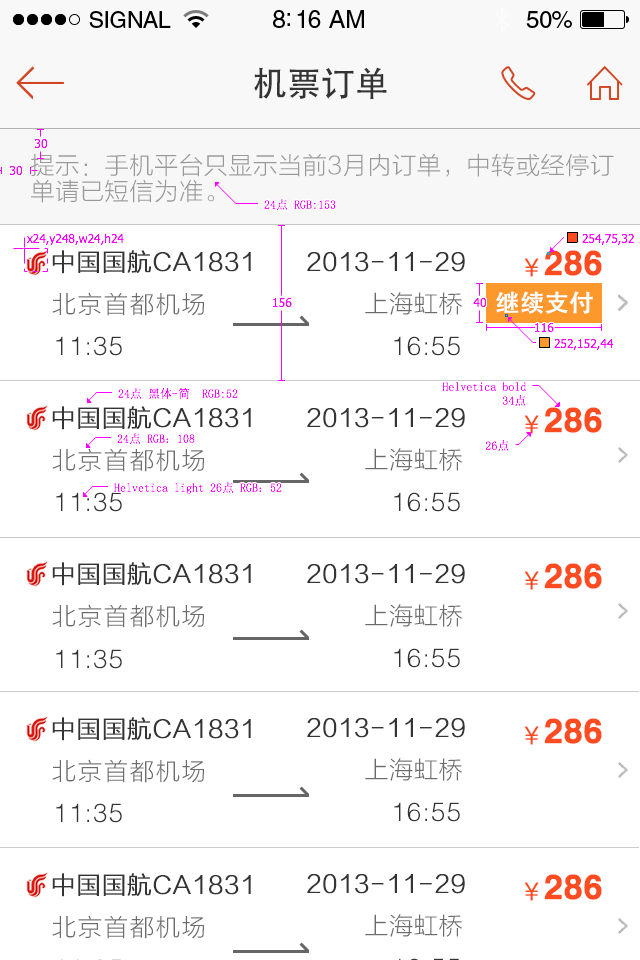 SIGNAL 8:16 AM 50%
机票订单
30
30
提示：手机平台只显示当前3月内订单，中转或经停订
单请已短信为准。
24点 RGB:153
x24,y248,w24,h24
254,75,32
中国国航CA1831 2013-11-29 ¥286
156
北京首都机场 上海虹桥 40 继续支付
116
11:35 16:55 252,152,44
24点 黑体-简 RGB:52
Helvetica bold
34点
中国国航CA1831 2013-11-29 ¥286
24点 RGB: 108
26点
北京首都机场 上海虹桥
Helvetica light 26点 RGB: 52
11:35 16:55
中国国航CA1831 2013-11-29 ¥286
北京首都机场 上海虹桥
11:35 16:55
中国国航CA1831 2013-11-29 ¥286
北京首都机场 上海虹桥
11:35 16:55
中国国航CA1831 2013-11-29 ¥286
北京首都机场 上海虹桥